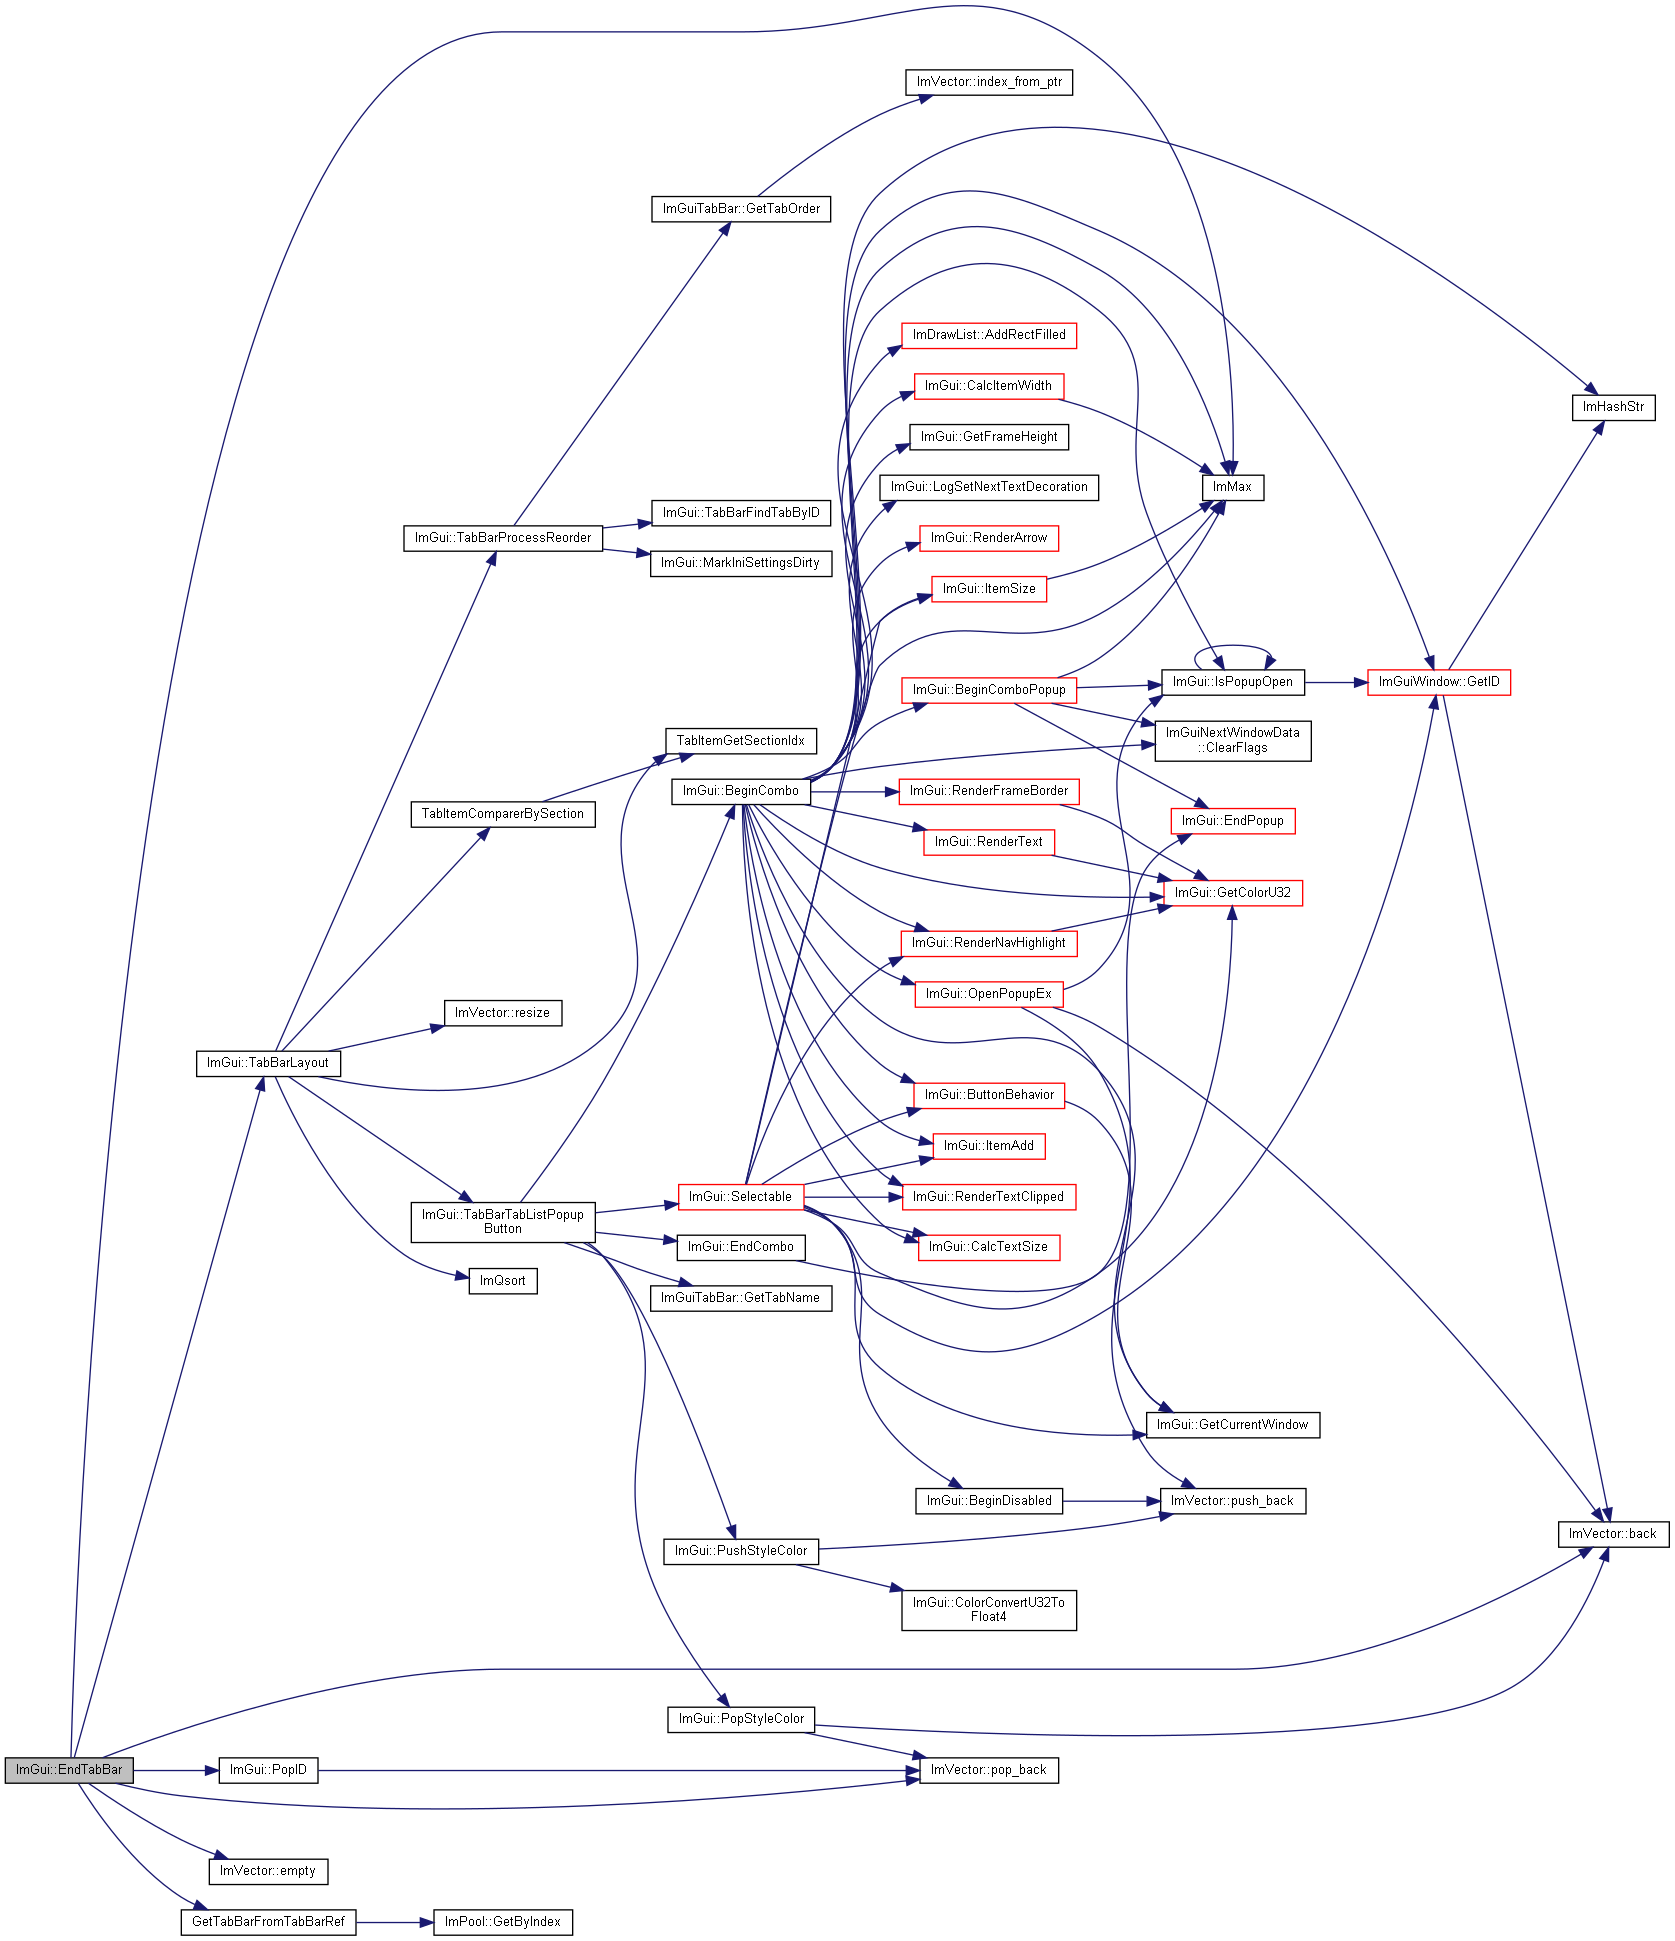 ImVector::index_from_ptr
ImGuiTabBar::GetTabOrder
ImDrawList::AddRectFilled
ImGui::CalcItemWidth
ImHashStr
ImGui::GetFrameHeight
ImGui::LogSetNextTextDecoration
ImMax
ImGui::TabBarFindTabByID
ImGui::TabBarProcessReorder
ImGui::RenderArrow
ImGui::MarkIniSettingsDirty
ImGui::ItemSize
ImGui::BeginComboPopup
ImGui::IsPopupOpen
ImGuiWindow::GetID
ImGuiNextWindowData
::ClearFlags
TabItemGetSectionIdx
ImGui::BeginCombo
ImGui::RenderFrameBorder
TabItemComparerBySection
ImGui::EndPopup
ImGui::RenderText
ImGui::GetColorU32
ImGui::RenderNavHighlight
ImGui::OpenPopupEx
ImVector::resize
ImGui::TabBarLayout
ImGui::ButtonBehavior
ImGui::ItemAdd
ImGui::Selectable
ImGui::RenderTextClipped
ImGui::TabBarTabListPopup
Button
ImGui::EndCombo
ImGui::CalcTextSize
ImQsort
ImGuiTabBar::GetTabName
ImGui::GetCurrentWindow
ImGui::BeginDisabled
ImVector::push_back
ImVector::back
ImGui::PushStyleColor
ImGui::ColorConvertU32To
Float4
ImGui::PopStyleColor
ImGui::EndTabBar
ImGui::PopID
ImVector::pop_back
ImVector::empty
GetTabBarFromTabBarRef
ImPool::GetByIndex